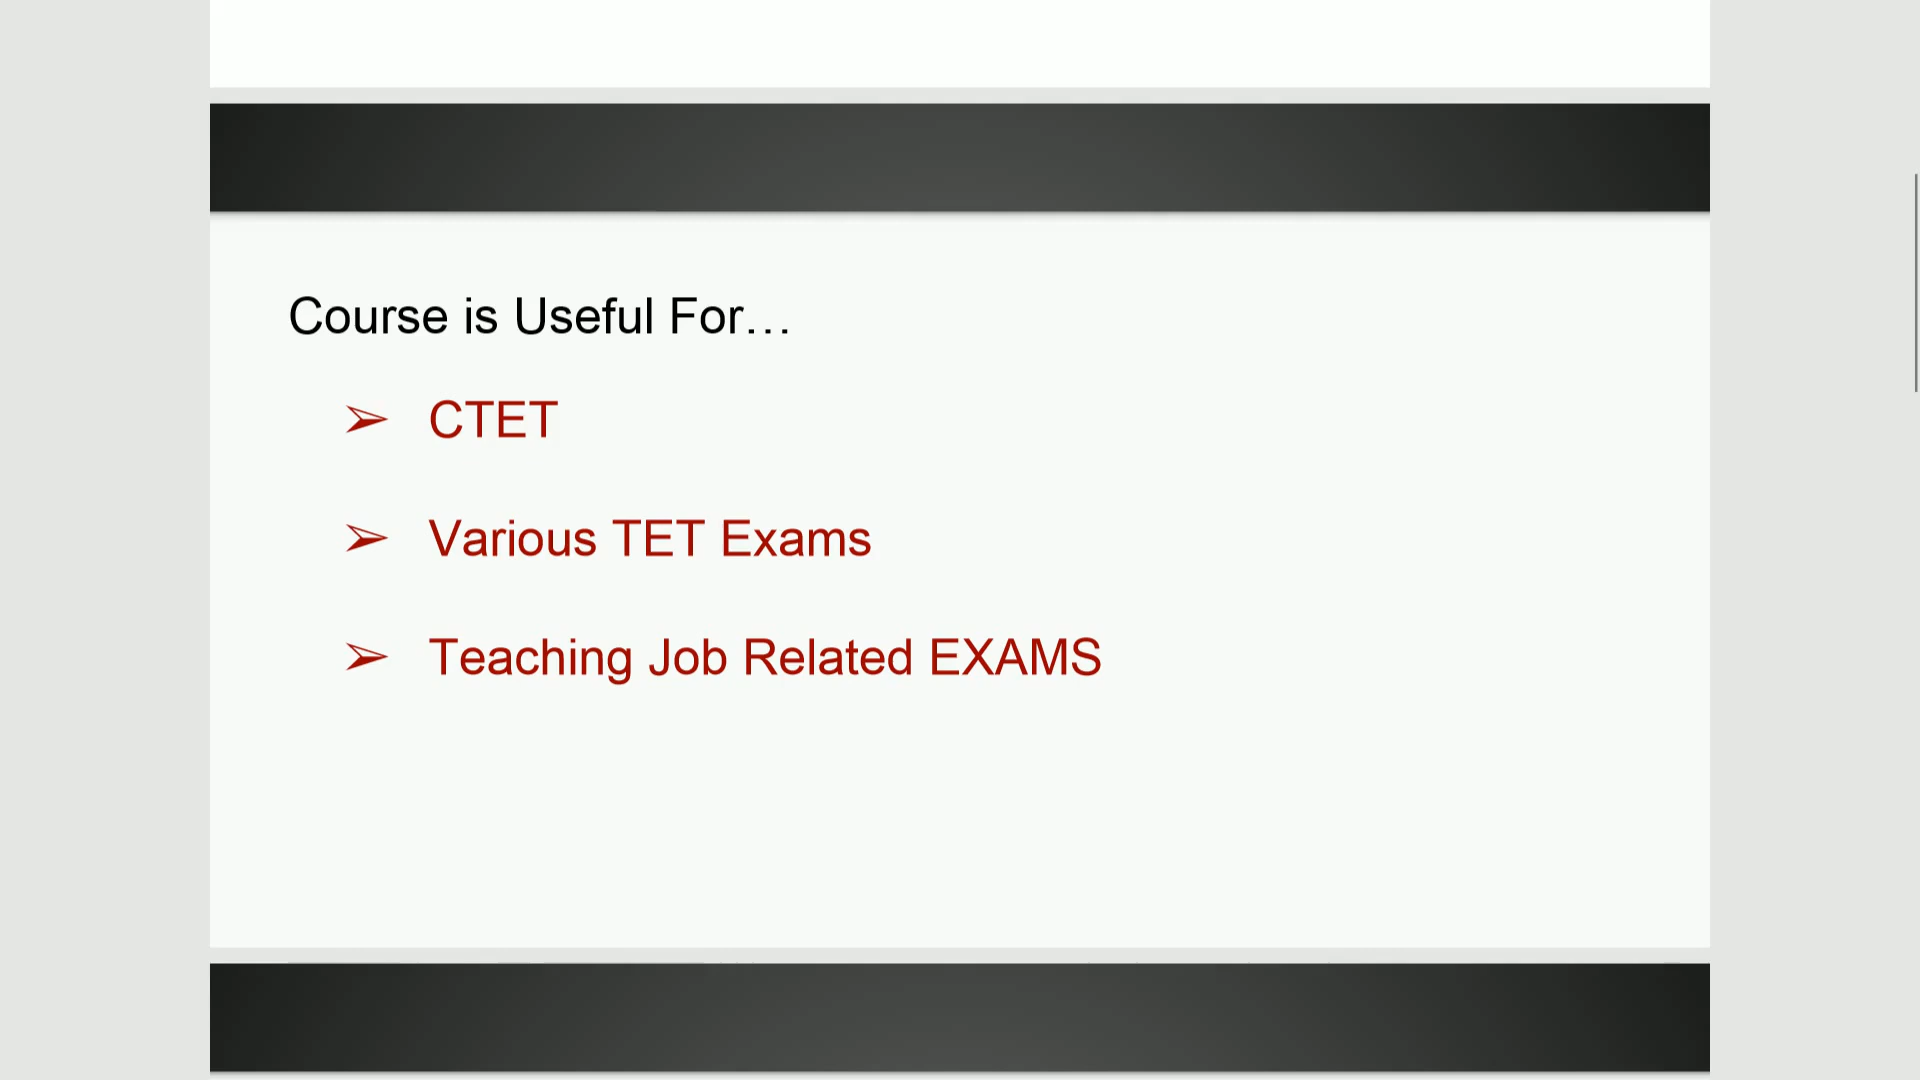 Course is Useful For…
➢ CTET
➢ Various TET Exams
➢ Teaching Job Related EXAMS